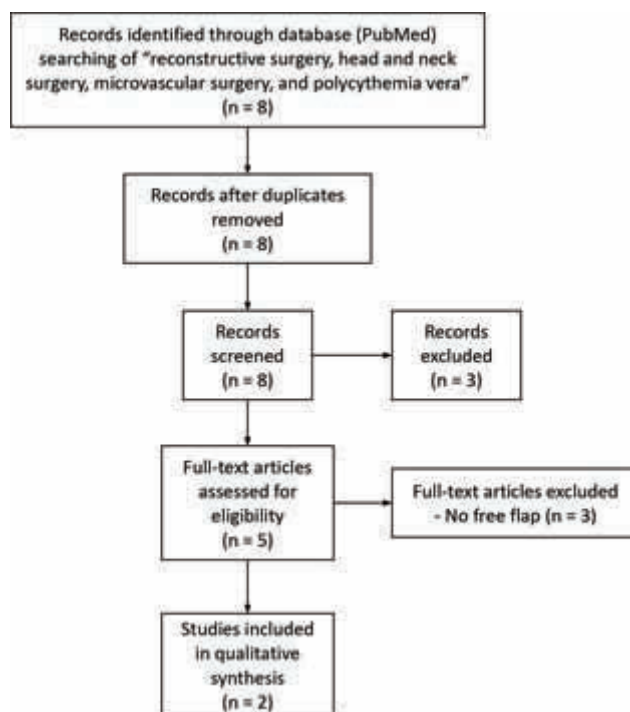 Records identified through database (PubMed)
searching of “reconstructive surgery, head and neck
surgery, microvascular surgery, and polycythemia vera”
(n = 8)
Records after duplicates
removed
(n = 8)
Records
screened
(n = 8)
Records
excluded
(n = 3)
Full-text articles
assessed for
eligibility
(n = 5)
Full-text articles excluded
- No free flap (n = 3)
Studies included
in qualitative
synthesis
(n = 2)